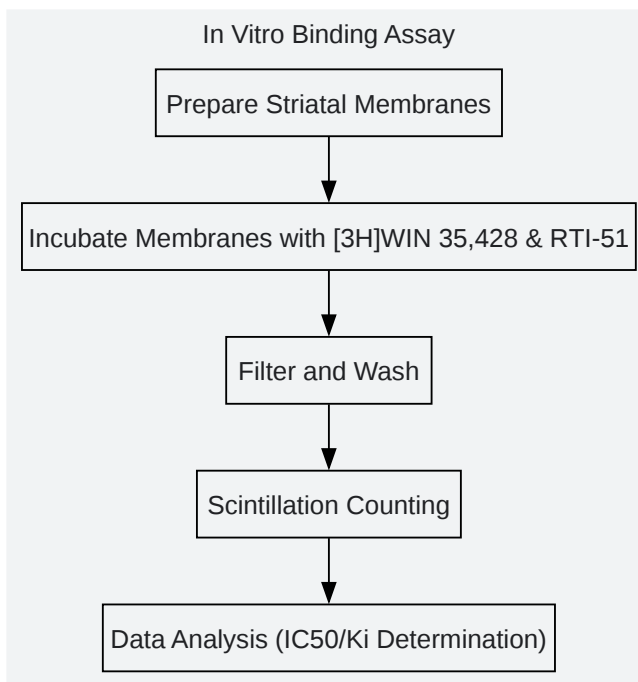 In Vitro Binding Assay
Prepare Striatal Membranes
Incubate Membranes with [3H]WIN 35,428 & RTI-51
Filter and Wash
Scintillation Counting
Data Analysis (IC50/Ki Determination)